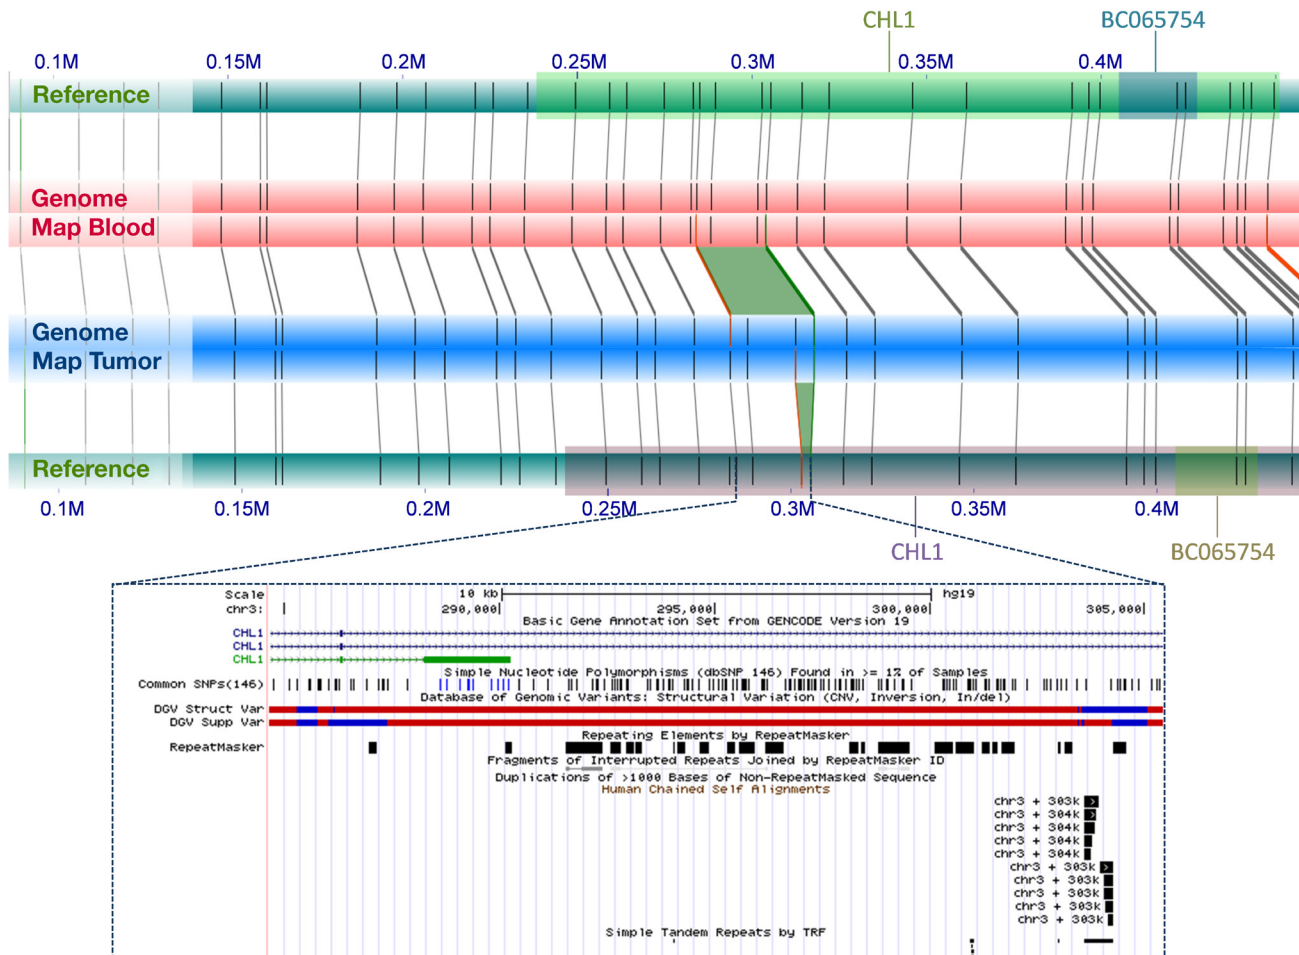 CHL1 BC065754
0.1M 0.15M 0.2M 0.25M 0.3M 0.35M 0.4M
Reference
Genome
Map Blood
Genome
Map Tumor
Reference
0.1M 0.15M 0.2M 0.25M 0.3M 0.35M 0.4M
CHL1 BC065754
Scale 10 kb hg19
chr3: 290,000 295,000 300,000 305,000
Basic Gene Annotation Set from GENCODE Version 19
CHL1
CHL1
CHL1
Simple Nucleotide Polymorphisms (dbSNP 146) Found in >= 1% of Samples
Common SNPs(146)
Database of Genomic Variants: Structural Variation (CNV, Inversion, In/del)
DGV Struct Var
DGV Supp Var
Repeating Elements by RepeatMasker
RepeatMasker
Fragments of Interrupted Repeats Joined by RepeatMasker ID
Duplications of >1000 Bases of Non-RepeatMasked Sequence
Human Chained Self Alignments
chr3 + 303k
chr3 + 304k
chr3 + 303k
chr3 + 304k
chr3 + 304k
chr3 + 303k
chr3 + 303k
chr3 + 303k
chr3 + 303k
chr3 + 303k
Simple Tandem Repeats by TRF